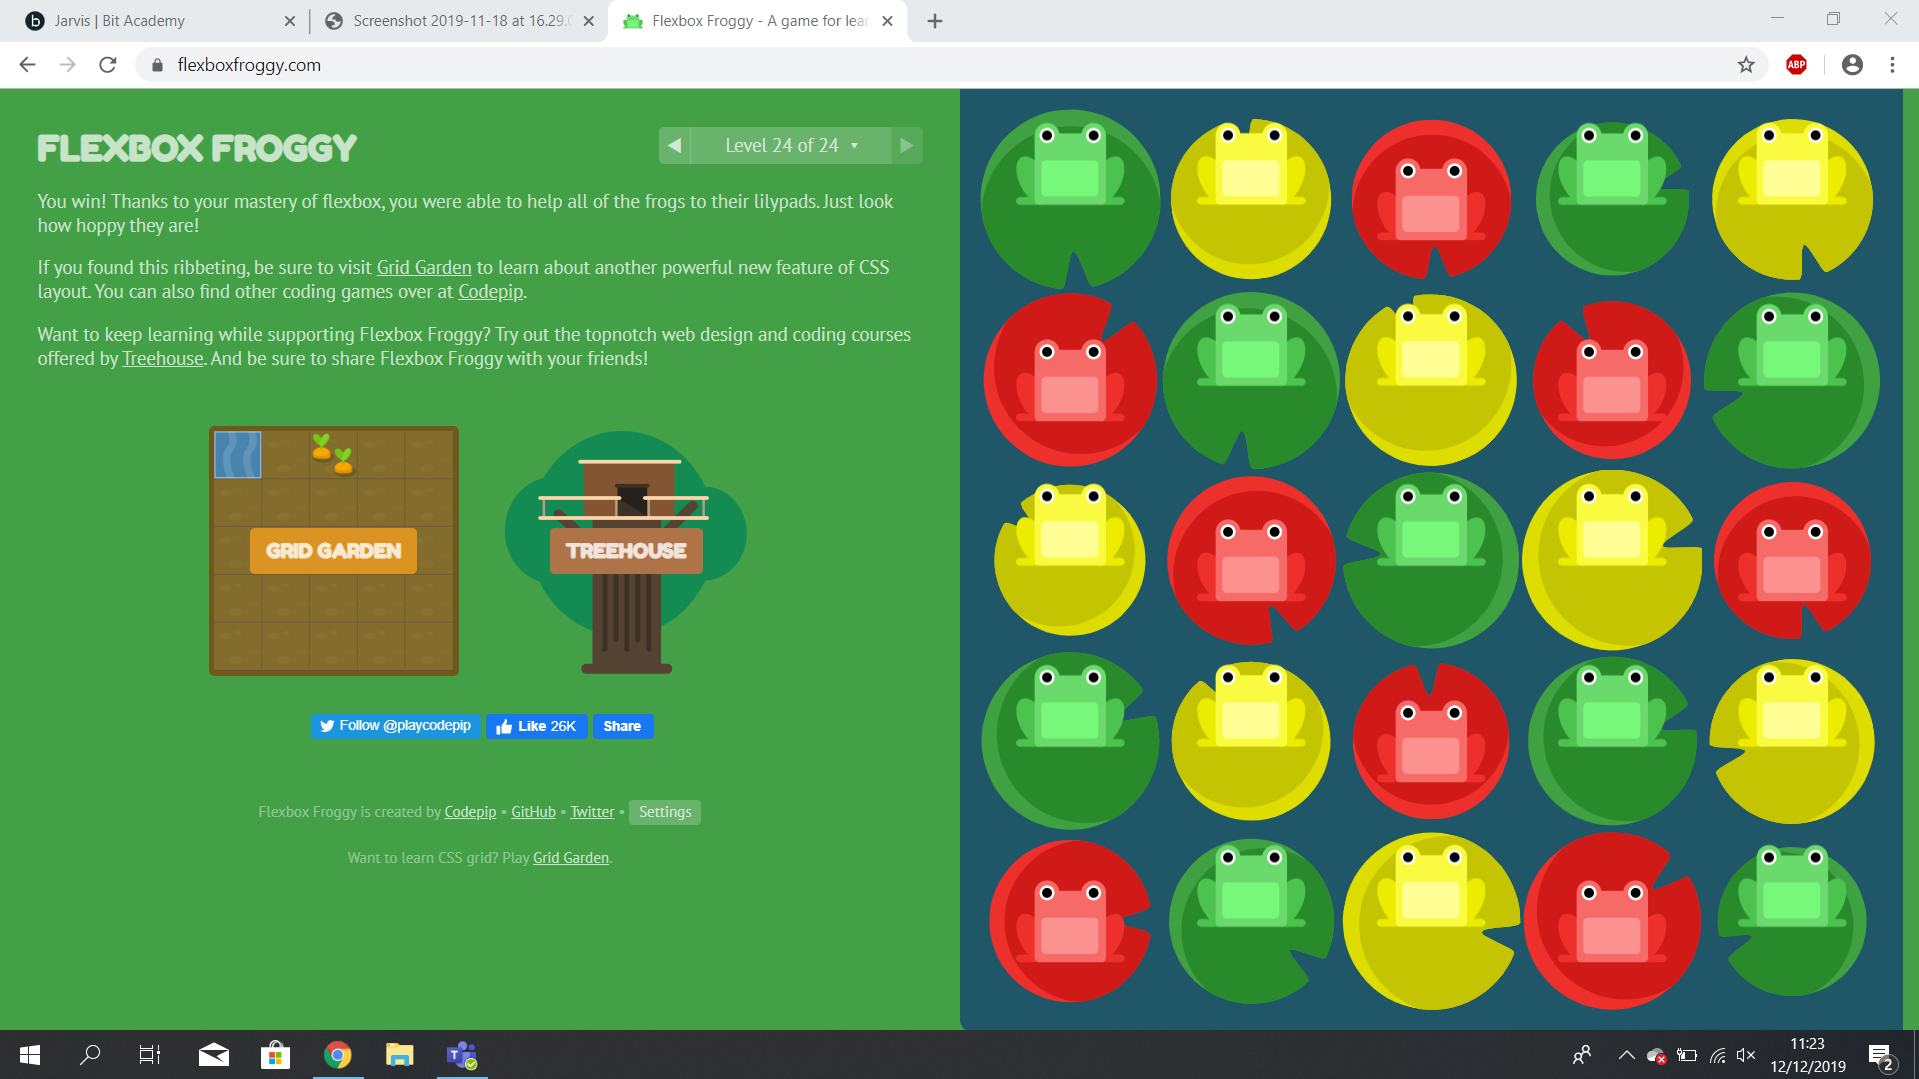 b Jarvis | Bit Academy
Screenshot 2019-11-18 at 16.29.
Flexbox Froggy - A game for lear
flexboxfroggy.com
ABP
FLEXBOX FROGGY
Level 24 of 24
You win! Thanks to your mastery of flexbox, you were able to help all of the frogs to their lilypads. Just look
how hoppy they are!
If you found this ribbeting, be sure to visit Grid Garden to learn about another powerful new feature of CSS
layout. You can also find other coding games over at Codepip.
Want to keep learning while supporting Flexbox Froggy? Try out the topnotch web design and coding courses
offered by Treehouse. And be sure to share Flexbox Froggy with your friends!
GRID GARDEN
TREEHOUSE
Follow @playcodepip
Like 26K
Share
Flexbox Froggy is created by Codepip • GitHub • Twitter • Settings
Want to learn CSS grid? Play Grid Garden.
T
11:23
12/12/2019
2